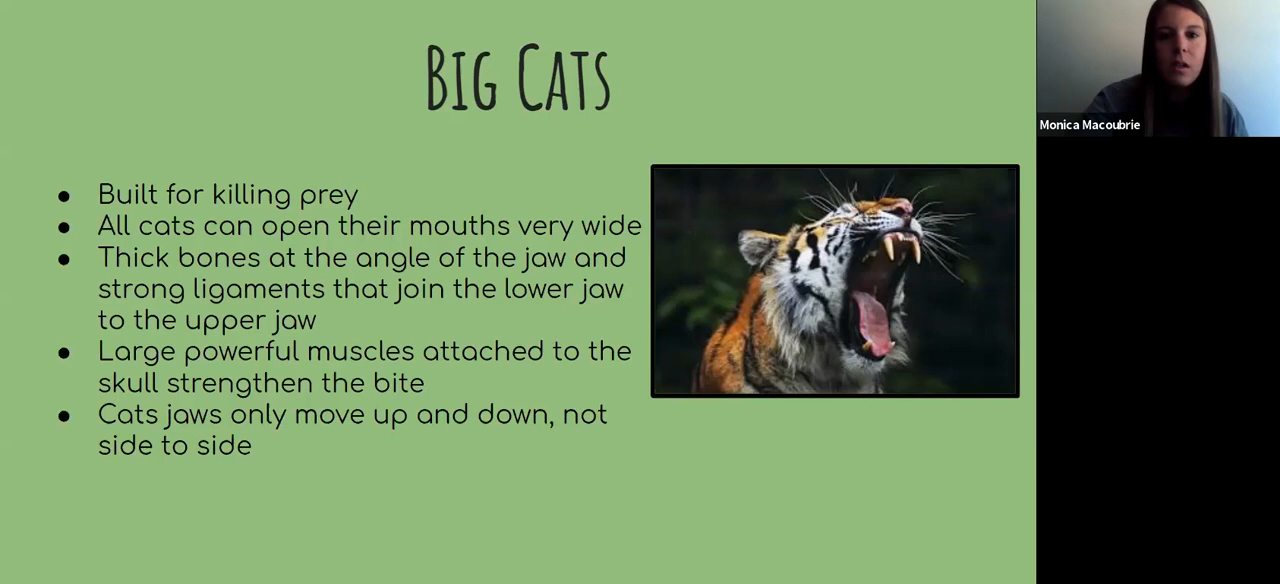 Big Cats
● Built for killing prey
● All cats can open their mouths very wide
● Thick bones at the angle of the jaw and
strong ligaments that join the lower jaw
to the upper jaw
● Large powerful muscles attached to the
skull strengthen the bite
● Cats jaws only move up and down, not
side to side
Monica Macoubrie